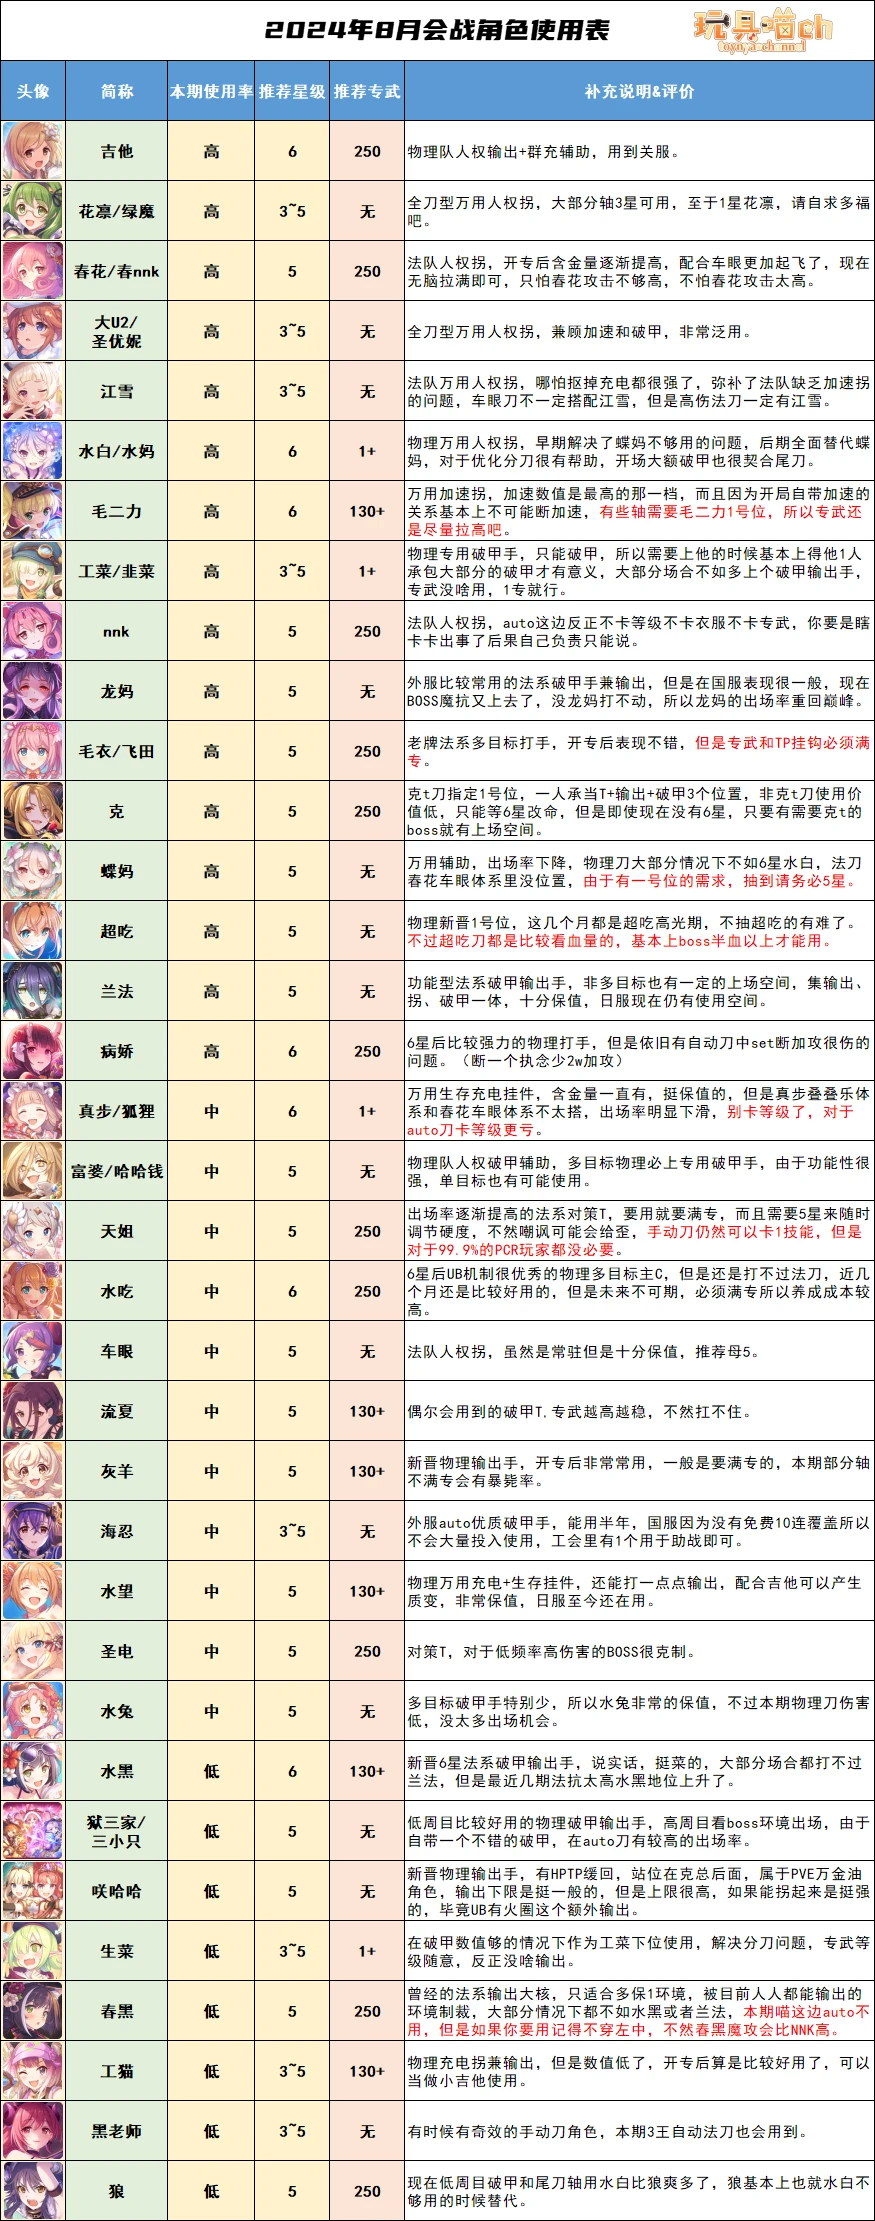 2024年8月会战角色使用表
玩具喵ch
toynyachannel
头像 简称 本期使用率 推荐星级 推荐专武 补充说明&评价
吉他 高 6 250 物理队人权输出+群充辅助，用到关服。
花凛/绿魔 高 3~5 无 全刀型万用人权拐，大部分轴3星可用，至于1星花凛，请自求多福
吧。
春花/春nnk 高 5 250 法队人权拐，开专后含金量逐渐提高，配合车眼更加起飞了，现在
无脑拉满即可，只怕春花攻击不够高，不怕春花攻击太高。
大U2/
圣优妮 高 3~5 无 全刀型万用人权拐，兼顾加速和破甲，非常泛用。
江雪 高 3~5 无 法队万用人权拐，哪怕抠掉充电都很强了，弥补了法队缺乏加速拐
的问题，车眼刀不一定搭配江雪，但是高伤法刀一定有江雪。
水白/水妈 高 6 1+ 物理万用人权拐，早期解决了蝶妈不够用的问题，后期全面替代蝶
妈，对于优化分刀很有帮助，开场大额破甲也很契合尾刀。
毛二力 高 6 130+ 万用加速拐，加速数值是最高的那一档，而且因为开局自带加速的
关系基本上不可能断加速，有些轴需要毛二力1号位，所以专武还
是尽量拉高吧。
工菜/韭菜 高 3~5 1+ 物理专用破甲手，只能破甲，所以需要上他的时候基本上得他1人
承包大部分的破甲才有意义，大部分场合不如多上个破甲输出手，
专武没啥用，1专就行。
nnk 高 5 250 法队人权拐，auto这边反正不卡等级不卡衣服不卡专武，你要是瞎
卡卡出事了后果自己负责只能说。
龙妈 高 5 无 外服比较常用的法系破甲手兼输出，但是在国服表现很一般，现在
BOSS魔抗又上去了，没龙妈打不动，所以龙妈的出场率重回巅峰。
毛衣/飞田 高 5 250 老牌法系多目标打手，开专后表现不错，但是专武和TP挂钩必须满
专。
克 高 5 250 克t刀指定1号位，一人承当T+输出+破甲3个位置，非克t刀使用价
值低，只能等6星改命，但是即使现在没有6星，只要有需要克t的
boss就有上场空间。
蝶妈 高 5 无 万用辅助，出场率下降，物理刀大部分情况下不如6星水白，法刀
春花车眼体系里没位置，由于有一号位的需求，抽到请务必5星。
超吃 高 5 无 物理新晋1号位，这几个月都是超吃高光期，不抽超吃的有难了。
不过超吃刀都是比较看血量的，基本上boss半血以上才能用。
兰法 高 5 无 功能型法系破甲输出手，非多目标也有一定的上场空间，集输出、
拐、破甲一体，十分保值，日服现在仍有使用空间。
病娇 高 6 250 6星后比较强力的物理打手，但是依旧有自动刀中set断加攻很伤的
问题。（断一个执念少2w加攻）
真步/狐狸 中 6 1+ 万用生存充电挂件，含金量一直有，挺保值的，但是真步叠叠乐体
系和春花车眼体系不太搭，出场率明显下滑，别卡等级了，对于
auto刀卡等级更亏。
富婆/哈哈钱 中 5 无 物理队人权破甲辅助，多目标物理必上专用破甲手，由于功能性很
强，单目标也有可能使用。
天姐 中 5 250 出场率逐渐提高的法系对策T，要用就要满专，而且需要5星来随时
调节硬度，不然嘲讽可能会给歪，手动刀仍然可以卡1技能，但是
对于99.9%的PCR玩家都没必要。
水吃 中 6 250 6星后UB机制很优秀的物理多目标主C，但是还是打不过法刀，近几
个月还是比较好用的，但是未来不可期，必须满专所以养成成本较
高。
车眼 中 5 无 法队人权拐，虽然是常驻但是十分保值，推荐母5。
流夏 中 5 130+ 偶尔会用到的破甲T,专武越高越稳，不然扛不住。
灰羊 中 5 130+ 新晋物理输出手，开专后非常常用，一般是要满专的，本期部分轴
不满专会有暴毙率。
海忍 中 3~5 无 外服auto优质破甲手，能用半年，国服因为没有免费10连覆盖所以
不会大量投入使用，工会里有1个用于助战即可。
水望 中 5 130+ 物理万用充电+生存挂件，还能打一点点输出，配合吉他可以产生
质变，非常保值，日服至今还在用。
圣电 中 5 250 对策T，对于低频率高伤害的BOSS很克制。
水兔 中 5 无 多目标破甲手特别少，所以水兔非常的保值，不过本期物理刀伤害
低，没太多出场机会。
水黑 低 6 130+ 新晋6星法系破甲输出手，说实话，挺菜的，大部分场合都打不过
兰法，但是最近几期法抗太高水黑地位上升了。
狱三家/
三小只 低 5 无 低周目比较好用的物理破甲输出手，高周目看boss环境出场，由于
自带一个不错的破甲，在auto刀有较高的出场率。
咲哈哈 低 5 无 新晋物理输出手，有HPTP缓回，站位在克总后面，属于PVE万金油
角色，输出下限是挺一般的，但是上限很高，如果能拐起来是挺强
的，毕竟UB有火圈这个额外输出。
生菜 低 3~5 1+ 在破甲数值够的情况下作为工菜下位使用，解决分刀问题，专武等
级随意，反正没啥输出。
春黑 低 5 250 曾经的法系输出大核，只适合多保1环境，被目前人人都能输出的
环境制裁，大部分情况下都不如水黑或者兰法，本期喵这边auto不
用，但是如果你要用记得不穿左中，不然春黑魔攻会比NNK高。
工猫 低 3~5 130+ 物理充电拐兼输出，但是数值低了，开专后算是比较好用了，可以
当做小吉他使用。
黑老师 低 3~5 无 有时候有奇效的手动刀角色，本期3王自动法刀也会用到。
狼 低 5 250 现在低周目破甲和尾刀轴用水白比狼爽多了，狼基本上也就水白不
够用的时候替代。